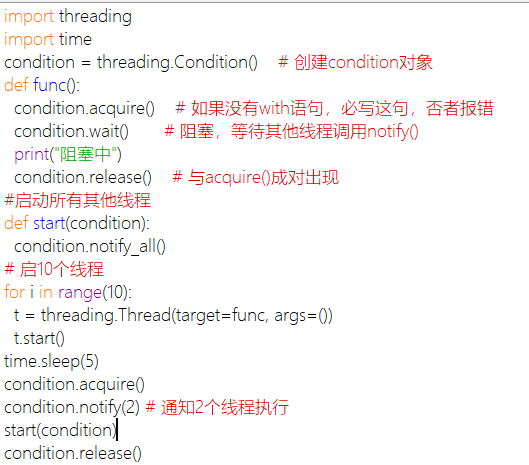 import threading
import time
condition = threading.Condition()    # 创建condition对象
def func():
  condition.acquire()    # 如果没有with语句，必写这句，否者报错
  condition.wait()       # 阻塞，等待其他线程调用notify()
  print("阻塞中")
  condition.release()    # 与acquire()成对出现
#启动所有其他线程
def start(condition):
  condition.notify_all()
# 启10个线程
for i in range(10):
  t = threading.Thread(target=func, args=())
  t.start()
time.sleep(5)
condition.acquire()
condition.notify(2) # 通知2个线程执行
start(condition)
condition.release()